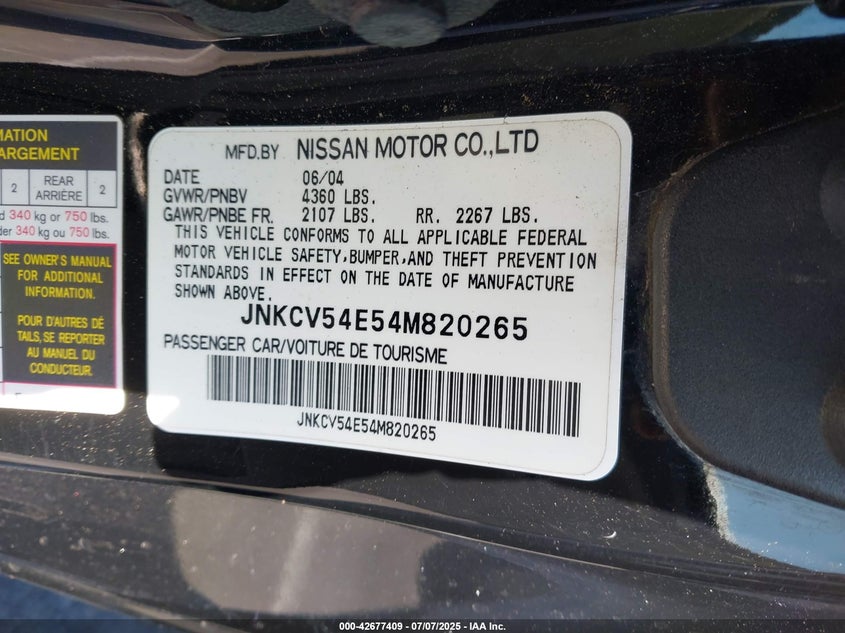 MATION
ARGEMENT
2 REAR ARRIÈRE 2
340 kg or 750 lbs.
340 kg ou 750 lbs.
SEE OWNER'S MANUAL
FOR ADDITIONAL
INFORMATION.
POUR D'AUTRES DÉ
TAILS, SE REPORTER
AU MANUEL DU
CONDUCTEUR.
MFD.BY NISSAN MOTOR CO.,LTD
DATE 06/04
GVWR/PNBV 4360 LBS.
GAWR/PNBE FR. 2107 LBS. RR. 2267 LBS.
THIS VEHICLE CONFORMS TO ALL APPLICABLE FEDERAL
MOTOR VEHICLE SAFETY,BUMPER,AND THEFT PREVENTION
STANDARDS IN EFFECT ON THE DATE OF MANUFACTURE
SHOWN ABOVE.
JNKCV54E54M820265
PASSENGER CAR/VOITURE DE TOURISME
JNKCV54E54M820265
000-42677409 - 07/07/2025 - IAA Inc.